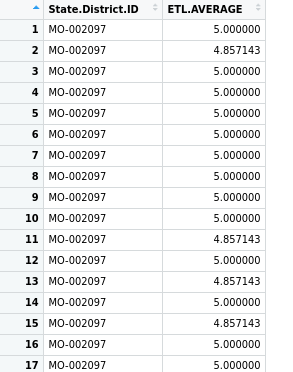 State.District.ID ETL.AVERAGE
1 MO-002097 5.000000
2 MO-002097 4.857143
3 MO-002097 5.000000
4 MO-002097 5.000000
5 MO-002097 5.000000
6 MO-002097 5.000000
7 MO-002097 5.000000
8 MO-002097 5.000000
9 MO-002097 5.000000
10 MO-002097 5.000000
11 MO-002097 4.857143
12 MO-002097 5.000000
13 MO-002097 4.857143
14 MO-002097 5.000000
15 MO-002097 4.857143
16 MO-002097 5.000000
17 MO-002097 5.000000